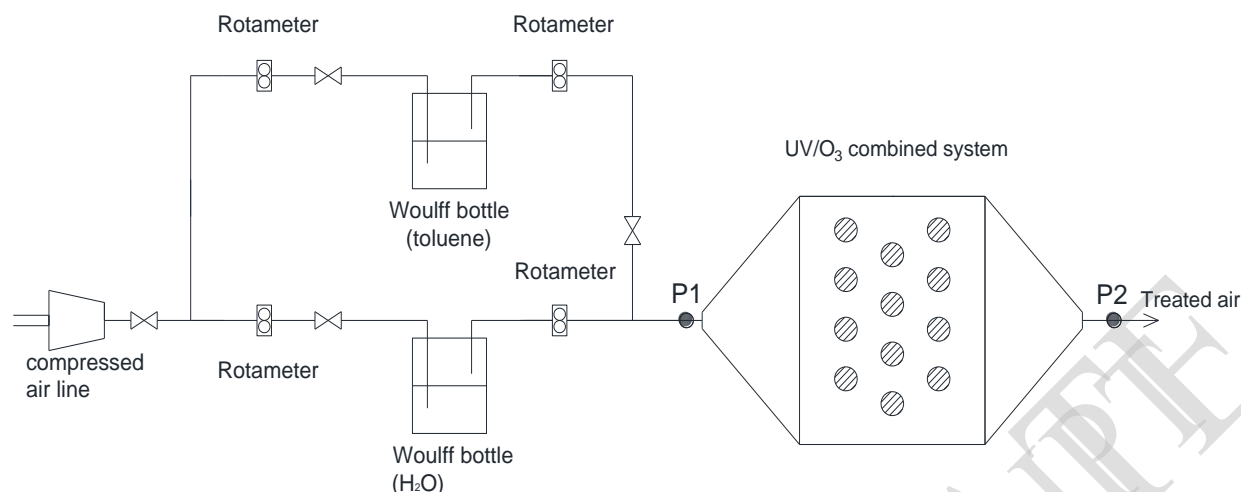 Rotameter
Rotameter
UV/O₃ combined system
Woulff bottle
(toluene)
Rotameter
P1
P2
Treated air
compressed
air line
Rotameter
Woulff bottle
(H₂O)